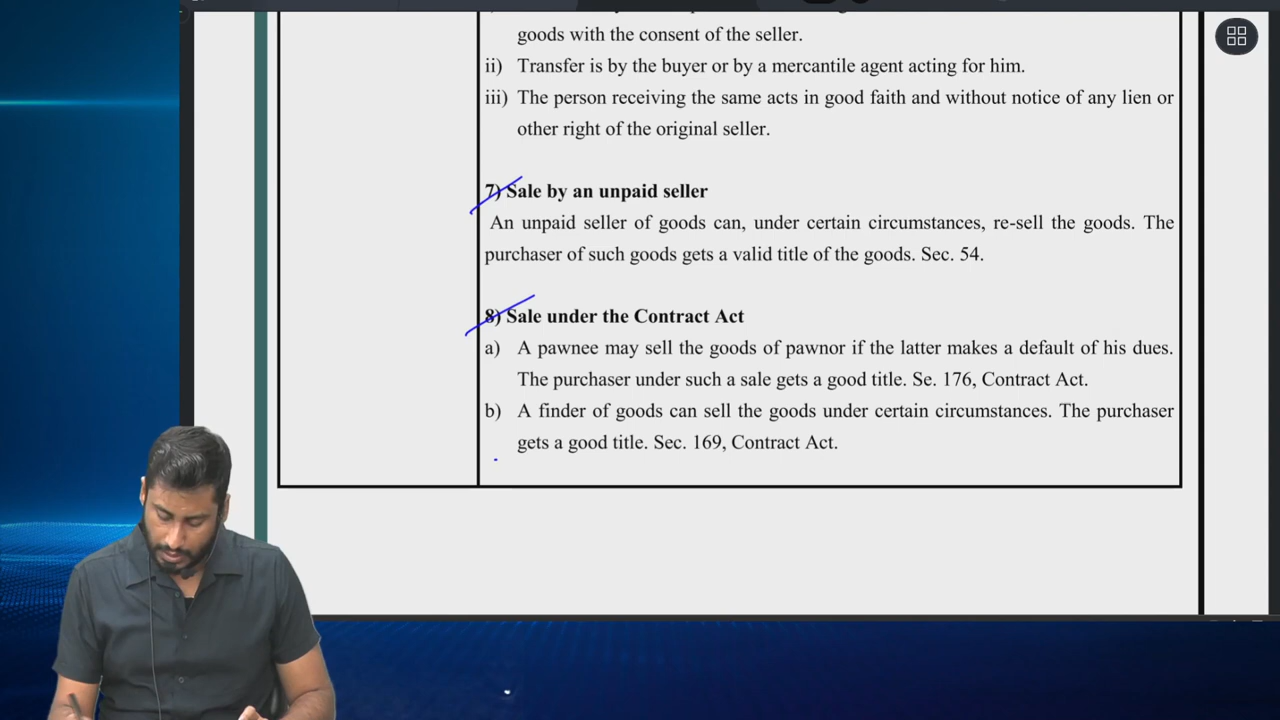 goods with the consent of the seller.
ii) Transfer is by the buyer or by a mercantile agent acting for him.
iii) The person receiving the same acts in good faith and without notice of any lien or
other right of the original seller.
7) Sale by an unpaid seller
An unpaid seller of goods can, under certain circumstances, re-sell the goods. The
purchaser of such goods gets a valid title of the goods. Sec. 54.
8) Sale under the Contract Act
a) A pawnee may sell the goods of pawnor if the latter makes a default of his dues.
The purchaser under such a sale gets a good title. Se. 176, Contract Act.
b) A finder of goods can sell the goods under certain circumstances. The purchaser
gets a good title. Sec. 169, Contract Act.